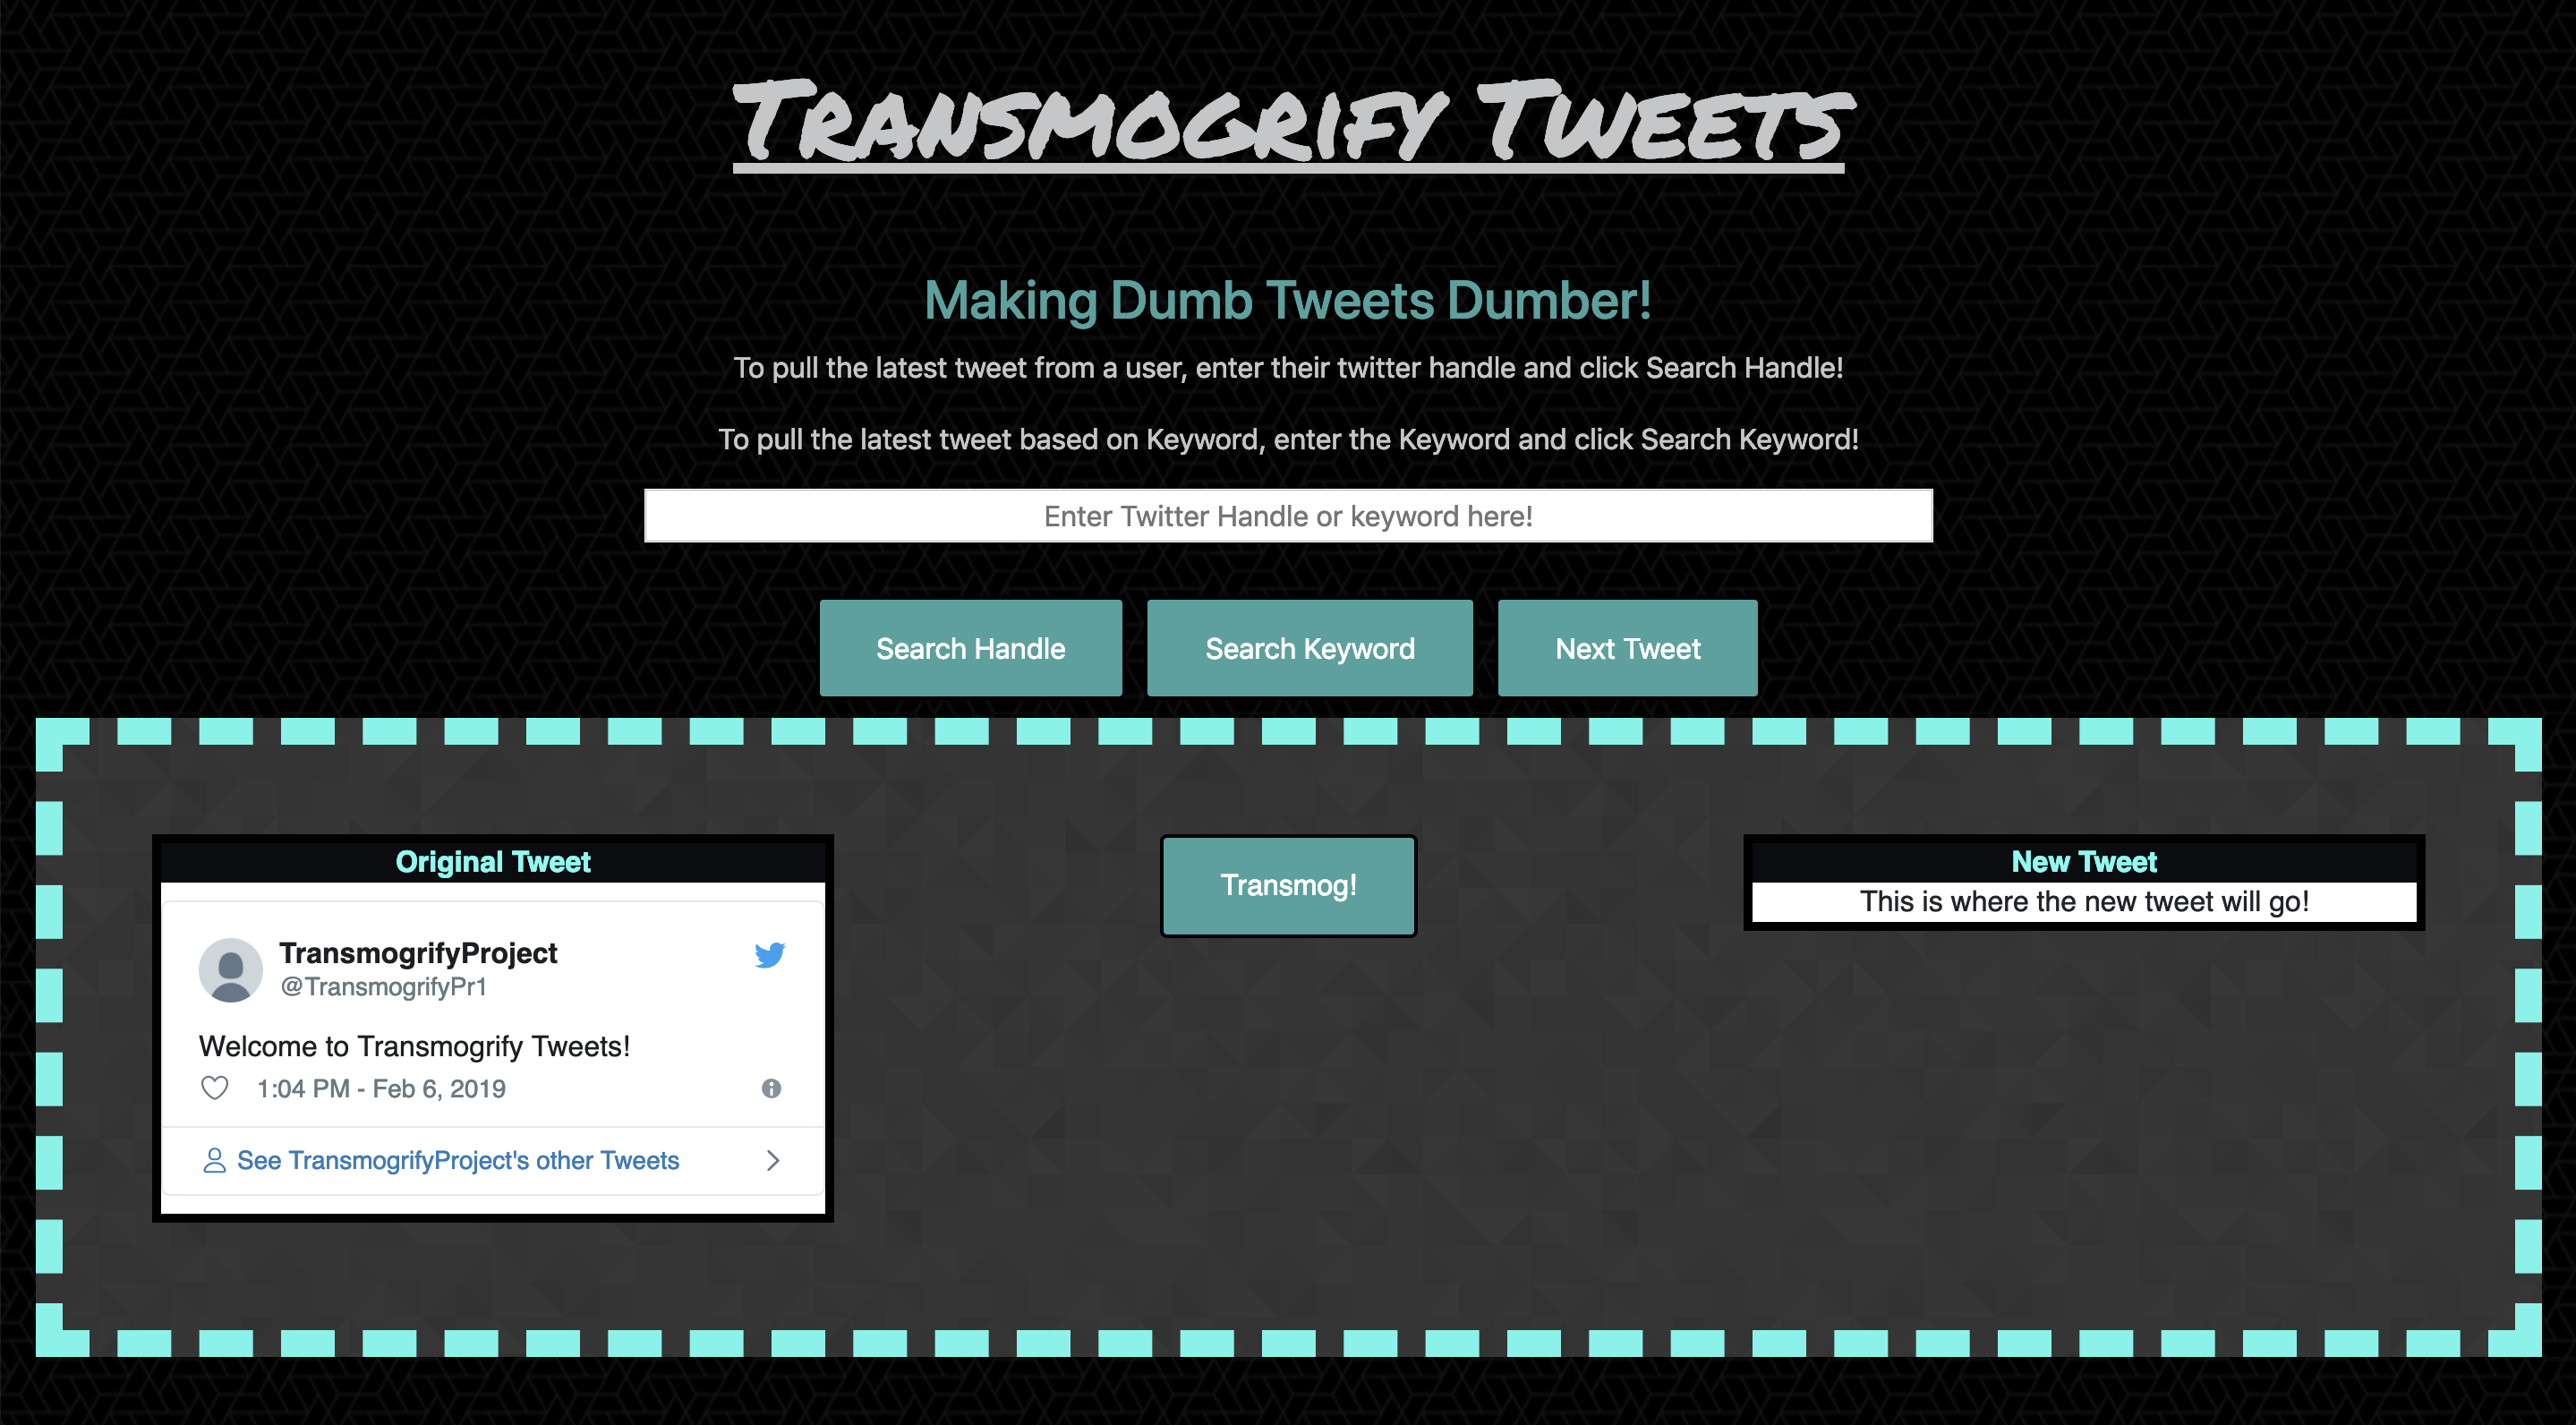 Transmogrify Tweets
Making Dumb Tweets Dumber!
To pull the latest tweet from a user, enter their twitter handle and click Search Handle!
To pull the latest tweet based on Keyword, enter the Keyword and click Search Keyword!
Enter Twitter Handle or keyword here!
Search Handle
Search Keyword
Next Tweet
Original Tweet
TransmogrifyProject
@TransmogrifyPr1
Welcome to Transmogrify Tweets!
1:04 PM - Feb 6, 2019
See TransmogrifyProject's other Tweets
Transmog!
New Tweet
This is where the new tweet will go!